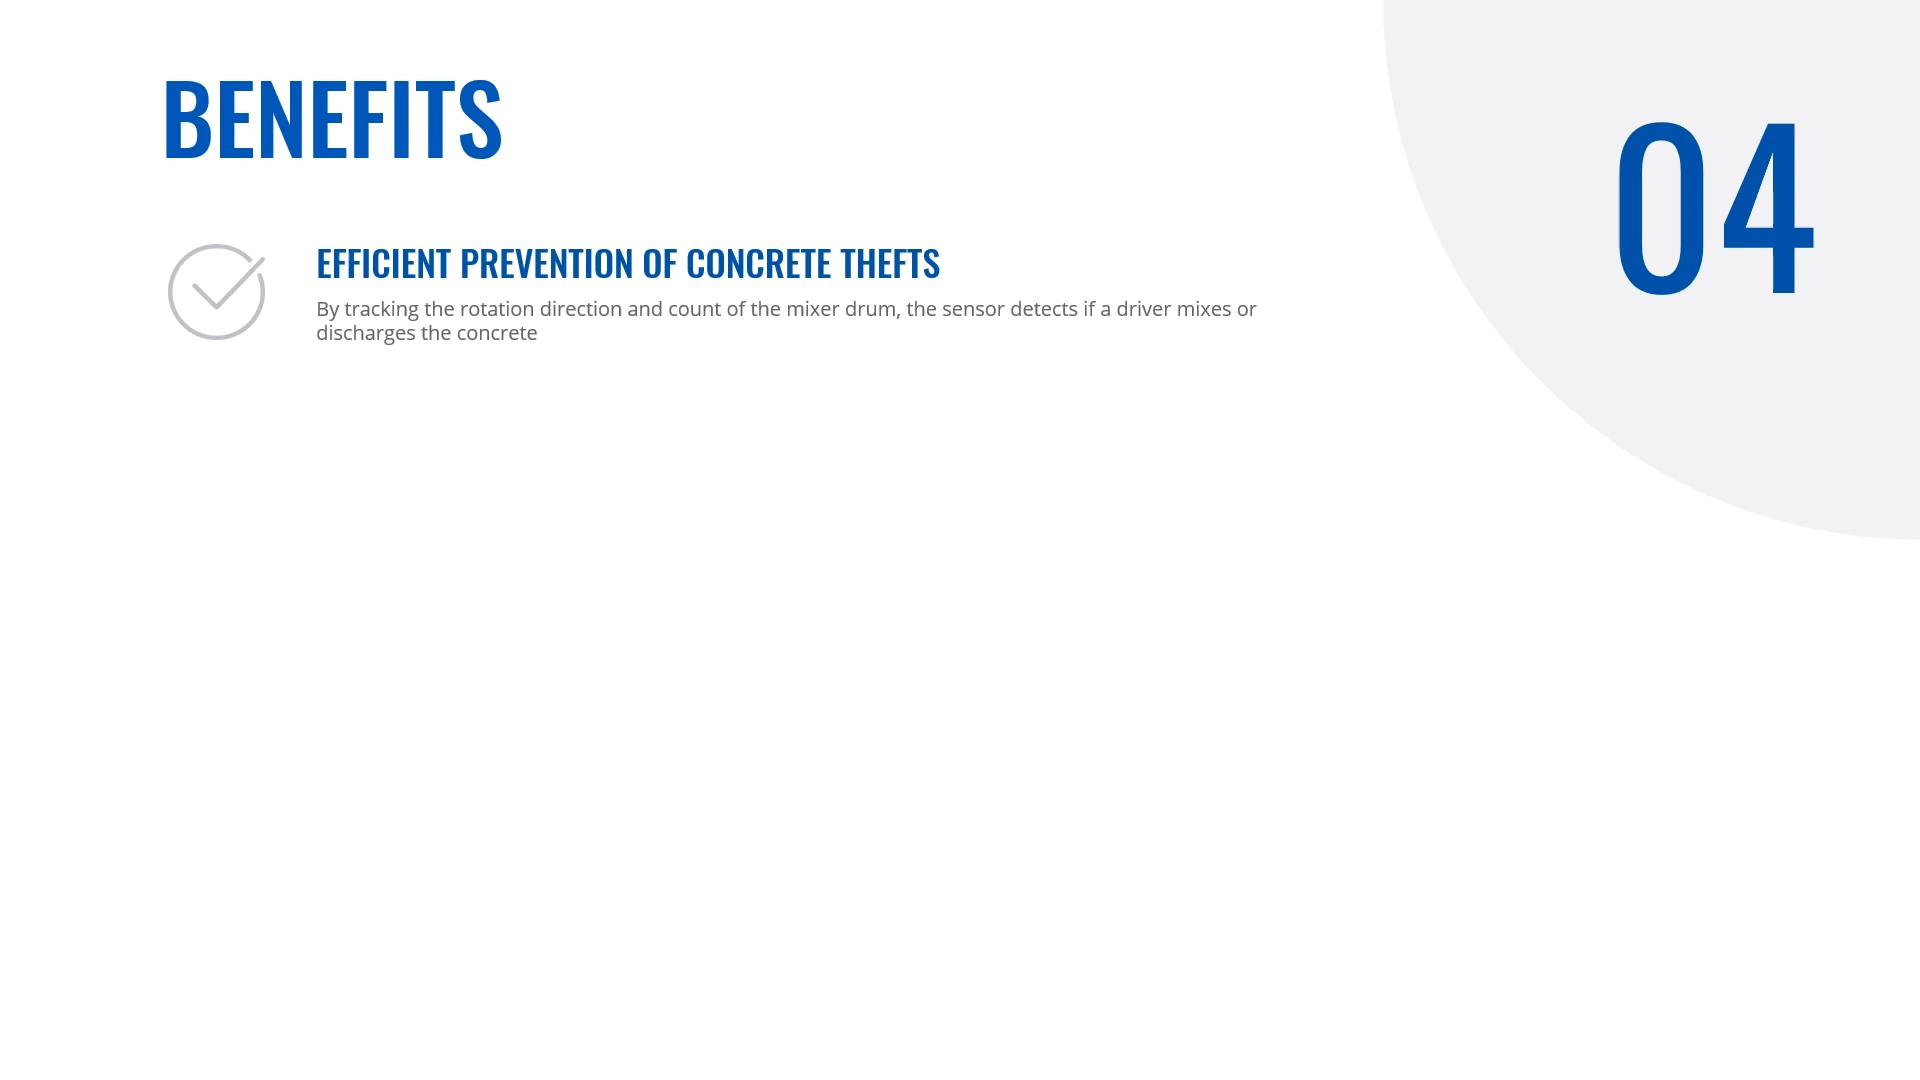 BENEFITS
04
EFFICIENT PREVENTION OF CONCRETE THEFTS
By tracking the rotation direction and count of the mixer drum, the sensor detects if a driver mixes or
discharges the concrete